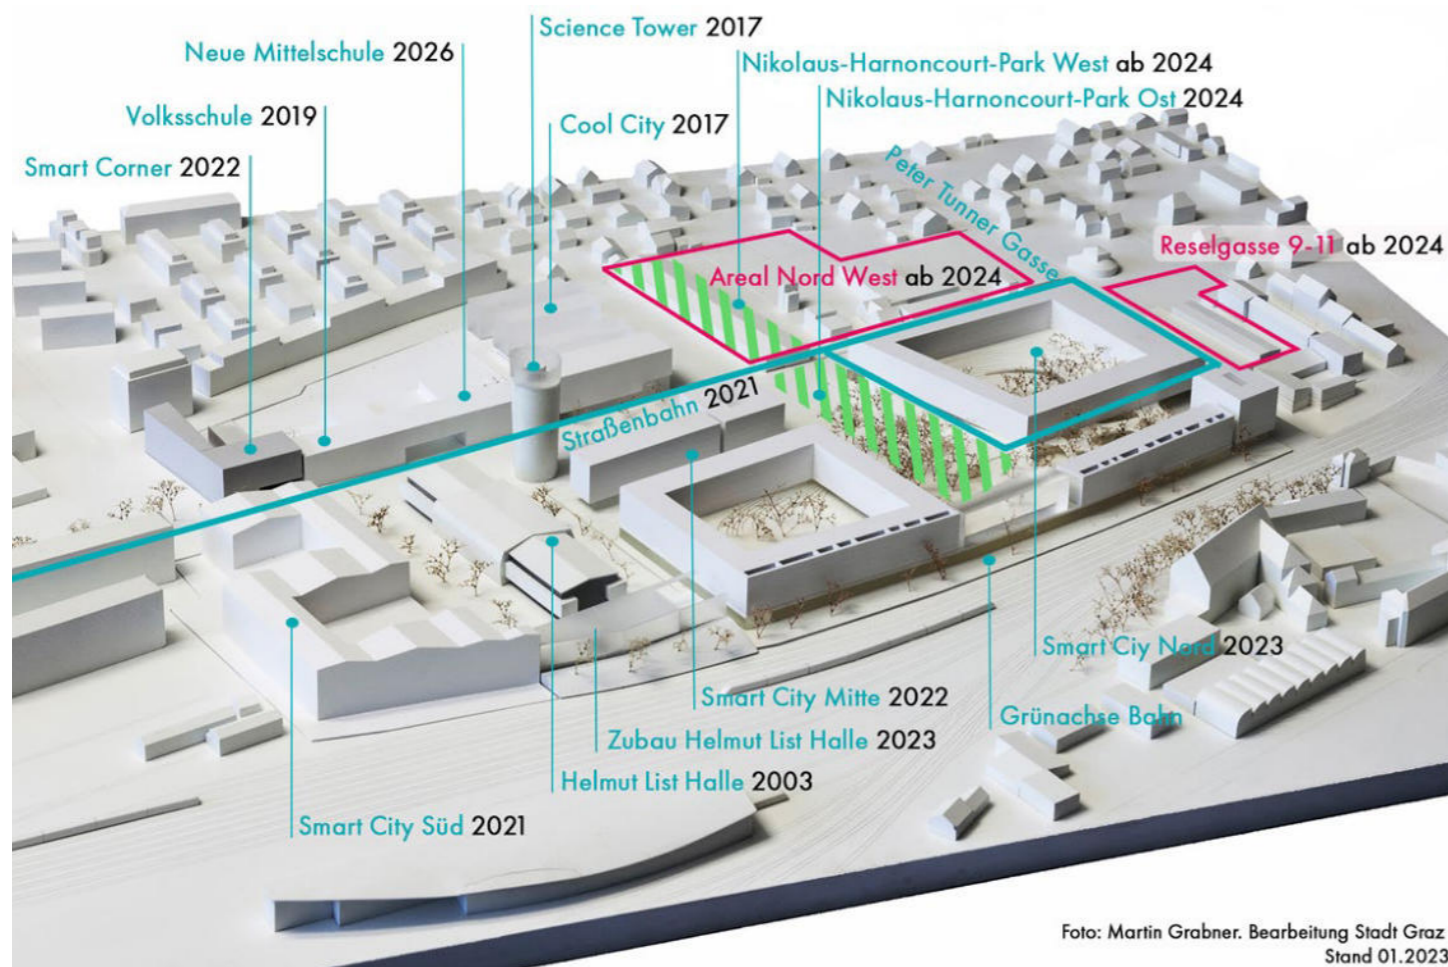 Science Tower 2017
Neue Mittelschule 2026
Nikolaus-Harnoncourt-Park West ab 2024
Nikolaus-Harnoncourt-Park Ost 2024
Volksschule 2019
Cool City 2017
Smart Corner 2022
Peter Tunner Gasse
Reselgasse 9-11 ab 2024
Areal Nord West ab 2024
Straßenbahn 2021
Smart Ciy Nord 2023
Smart City Mitte 2022
Grünachse Bahn
Zubau Helmut List Halle 2023
Helmut List Halle 2003
Smart City Süd 2021
Foto: Martin Grabner. Bearbeitung Stadt Graz
Stand 01.2023